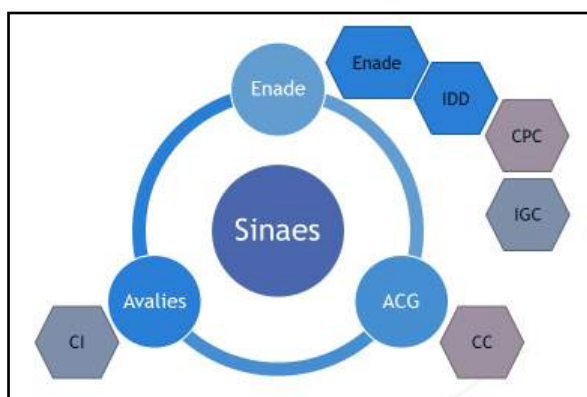 Enade
Enade
IDD
CPC
IGC
Sinaes
Avalies
ACG
CI
CC